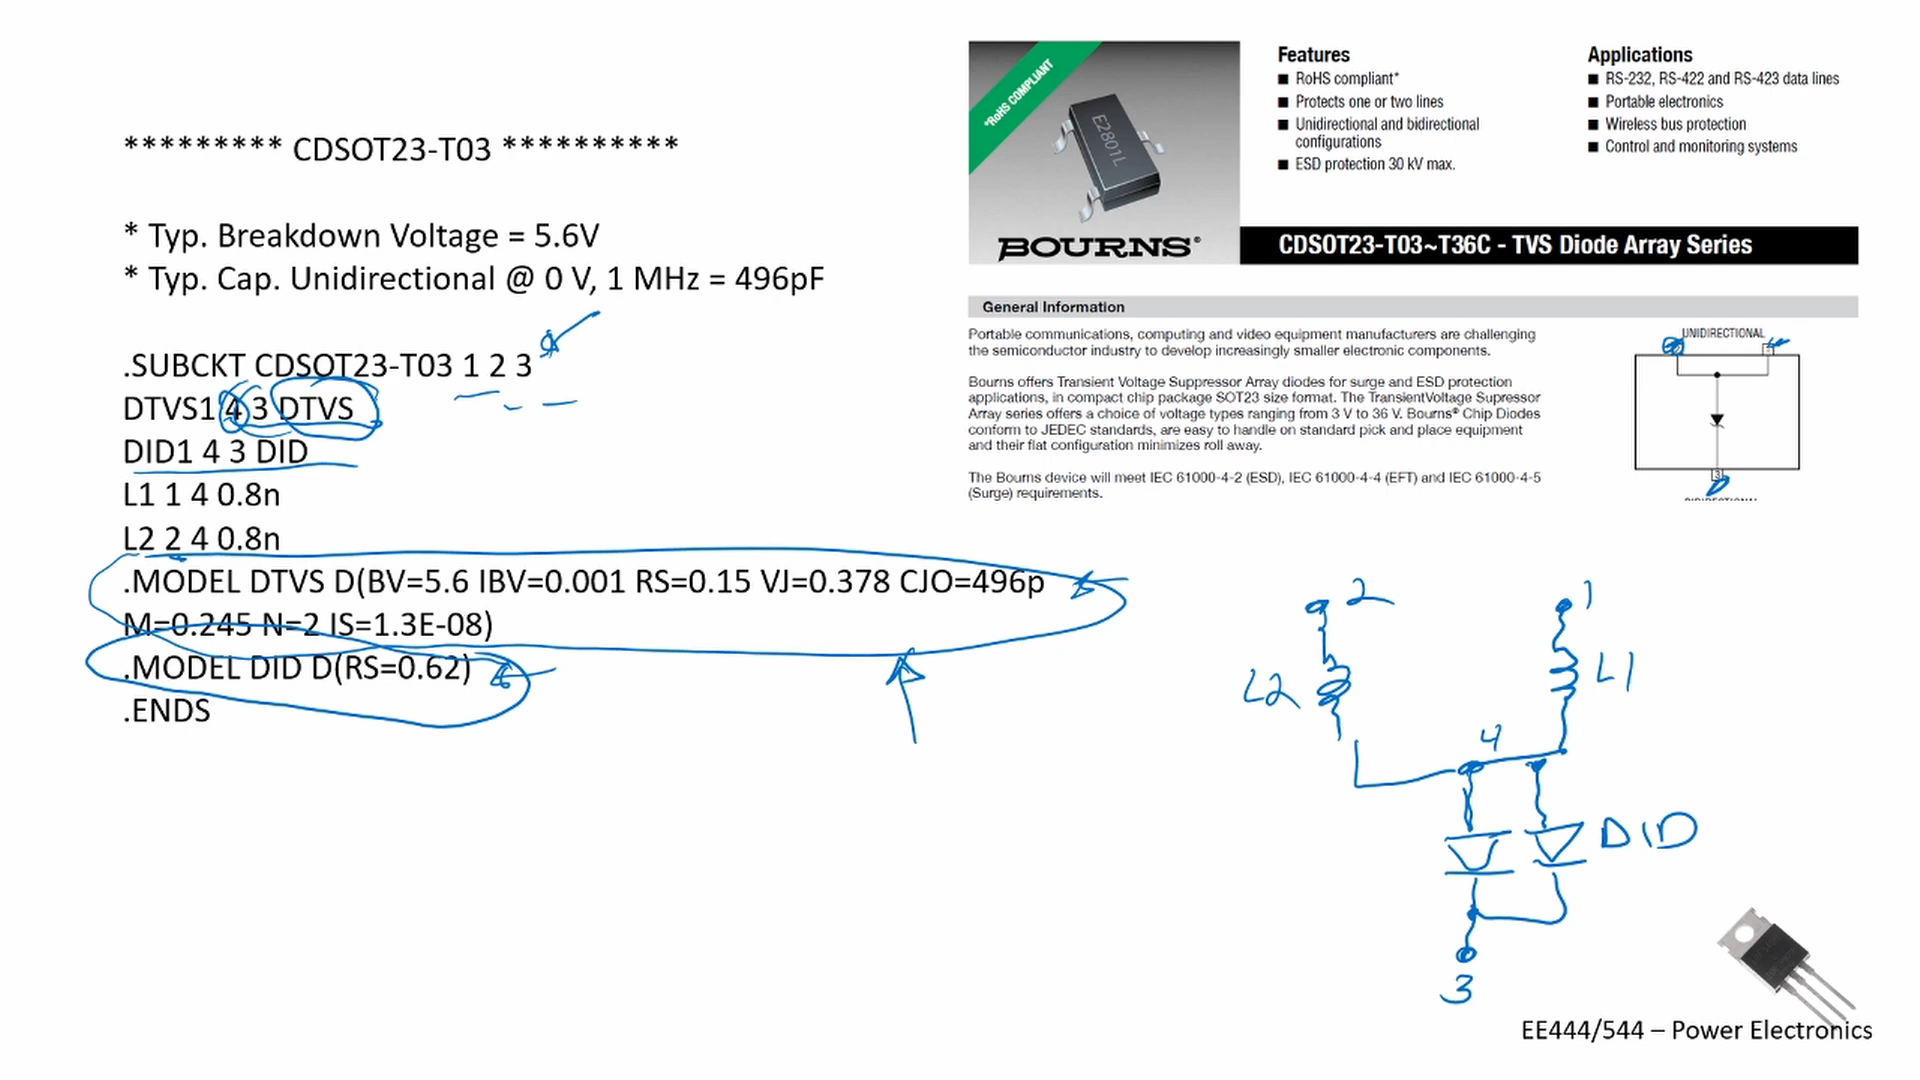 ********* CDSOT23-T03 **********
* Typ. Breakdown Voltage = 5.6V
* Typ. Cap. Unidirectional @ 0 V, 1 MHz = 496pF
.SUBCKT CDSOT23-T03 1 2 3
DTVS1 4 3 DTVS
DID1 4 3 DID
L1 1 4 0.8n
L2 2 4 0.8n
.MODEL DTVS D(BV=5.6 IBV=0.001 RS=0.15 VJ=0.378 CJO=496p
M=0.245 N=2 IS=1.3E-08)
.MODEL DID D(RS=0.62)
.ENDS
*RoHS COMPLIANT
E2801L
BOURNS®
Features
■ RoHS compliant*
■ Protects one or two lines
■ Unidirectional and bidirectional
configurations
■ ESD protection 30 kV max.
Applications
■ RS-232, RS-422 and RS-423 data lines
■ Portable electronics
■ Wireless bus protection
■ Control and monitoring systems
CDSOT23-T03~T36C - TVS Diode Array Series
General Information
Portable communications, computing and video equipment manufacturers are challenging
the semiconductor industry to develop increasingly smaller electronic components.
Bourns offers Transient Voltage Suppressor Array diodes for surge and ESD protection
applications, in compact chip package SOT23 size format. The TransientVoltage Supressor
Array series offers a choice of voltage types ranging from 3 V to 36 V. Bourns® Chip Diodes
conform to JEDEC standards, are easy to handle on standard pick and place equipment
and their flat configuration minimizes roll away.
The Bourns device will meet IEC 61000-4-2 (ESD), IEC 61000-4-4 (EFT) and IEC 61000-4-5
(Surge) requirements.
UNIDIRECTIONAL
3
2
1
L2
L1
4
DID
3
EE444/544 – Power Electronics